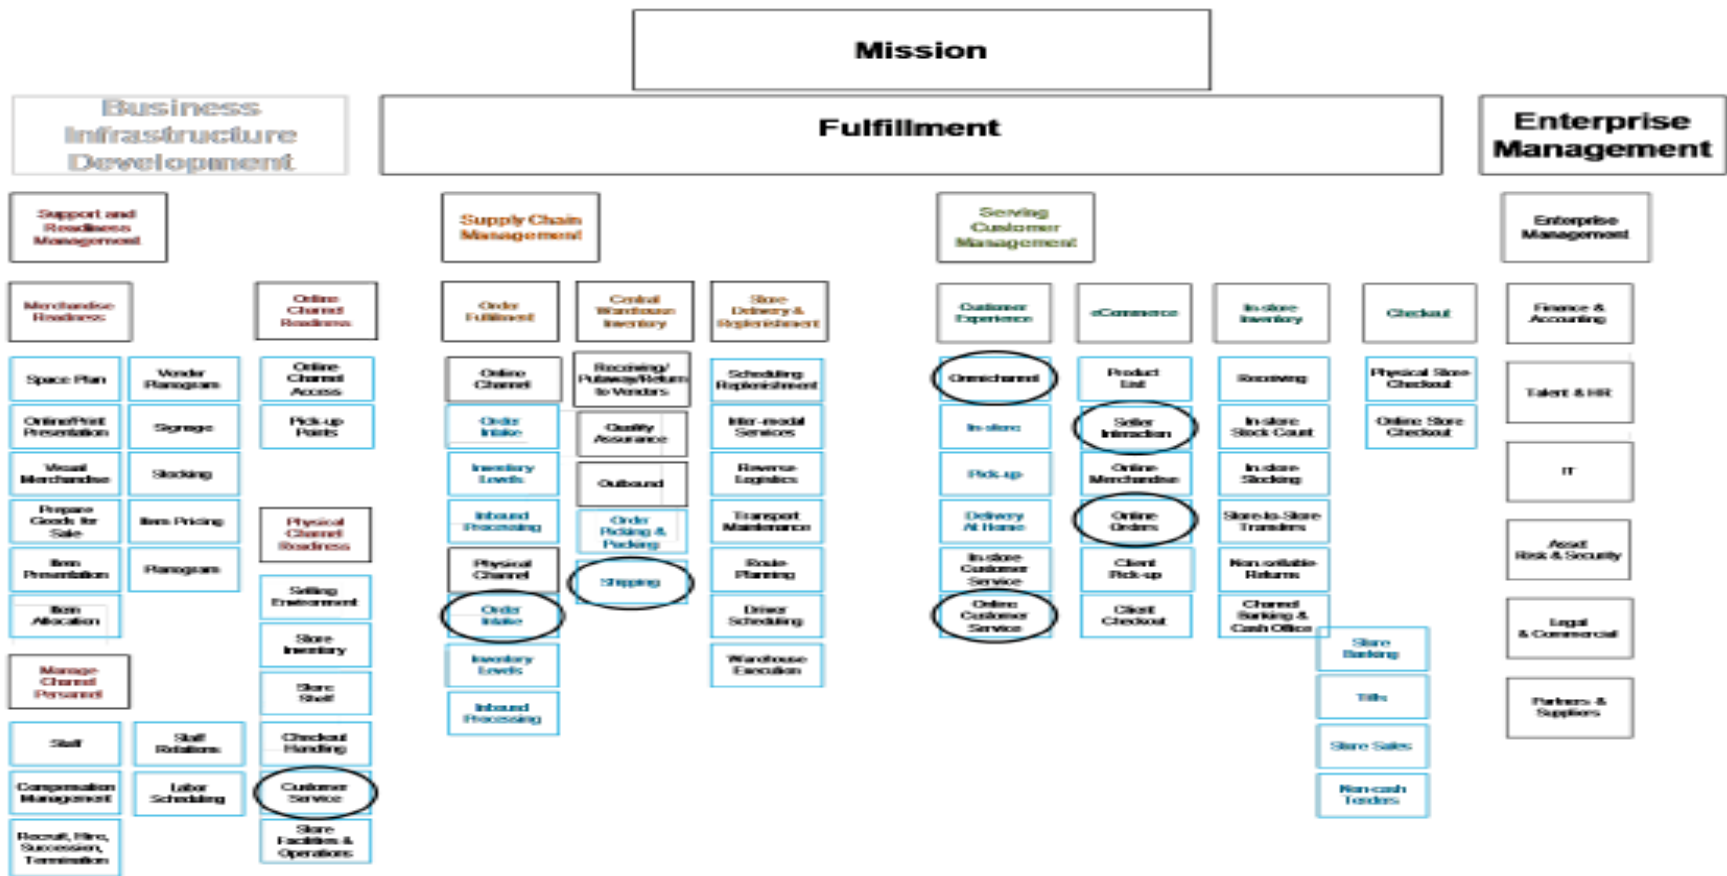 Mission
Business
Infrastructure
Development
Fulfillment
Enterprise
Management
Support and
Readiness
Management
Supply Chain
Management
Serving
Customer
Management
Enterprise
Management
Merchandise
Readiness
Online
Channel
Readiness
Order
Fulfillment
Central
Warehouse
Inventory
Store
Delivery &
Replenishment
Customer
Experience
eCommerce
In-store
Inventory
Checkout
Finance &
Accounting
Space Plan
Vendor
Planogram
Online
Channel
Access
Online
Channel
Receiving/
Putaway/Return
to Vendors
Scheduling
Replenishment
Omnichannel
Product
List
Receiving
Physical Store
Checkout
Talent & HR
Online/Print
Presentation
Signage
Pick-up
Points
Order
Intake
Quality
Assurance
Inter-modal
Services
In-store
Seller
Interaction
In-store
Stock Count
Online Store
Checkout
Visual
Merchandise
Stocking
Inventory
Levels
Outbound
Reverse
Logistics
Pick-up
Online
Merchandise
In-store
Stocking
IT
Prepare
Goods for
Sale
Item Pricing
Physical
Channel
Readiness
Inbound
Processing
Order
Picking &
Packing
Transport
Maintenance
Delivery
At Home
Online
Orders
Store-to-Store
Transfers
Asset
Risk & Security
Item
Presentation
Planogram
Selling
Environment
Physical
Channel
Shipping
Route
Planning
In-store
Customer
Service
Client
Pick-up
Non-sellable
Returns
Item
Allocation
Store
Inventory
Order
Intake
Driver
Scheduling
Online
Customer
Service
Client
Checkout
Channel
Banking &
Cash Office
Legal
& Commercial
Manage
Channel
Personnel
Store
Shelf
Inventory
Levels
Warehouse
Execution
Store
Banking
Inbound
Processing
Tills
Partners &
Suppliers
Staff
Staff
Relations
Checkout
Handling
Store Sales
Compensation
Management
Labor
Scheduling
Customer
Service
Non-cash
Tenders
Recruit, Hire,
Succession,
Termination
Store
Facilities &
Operations